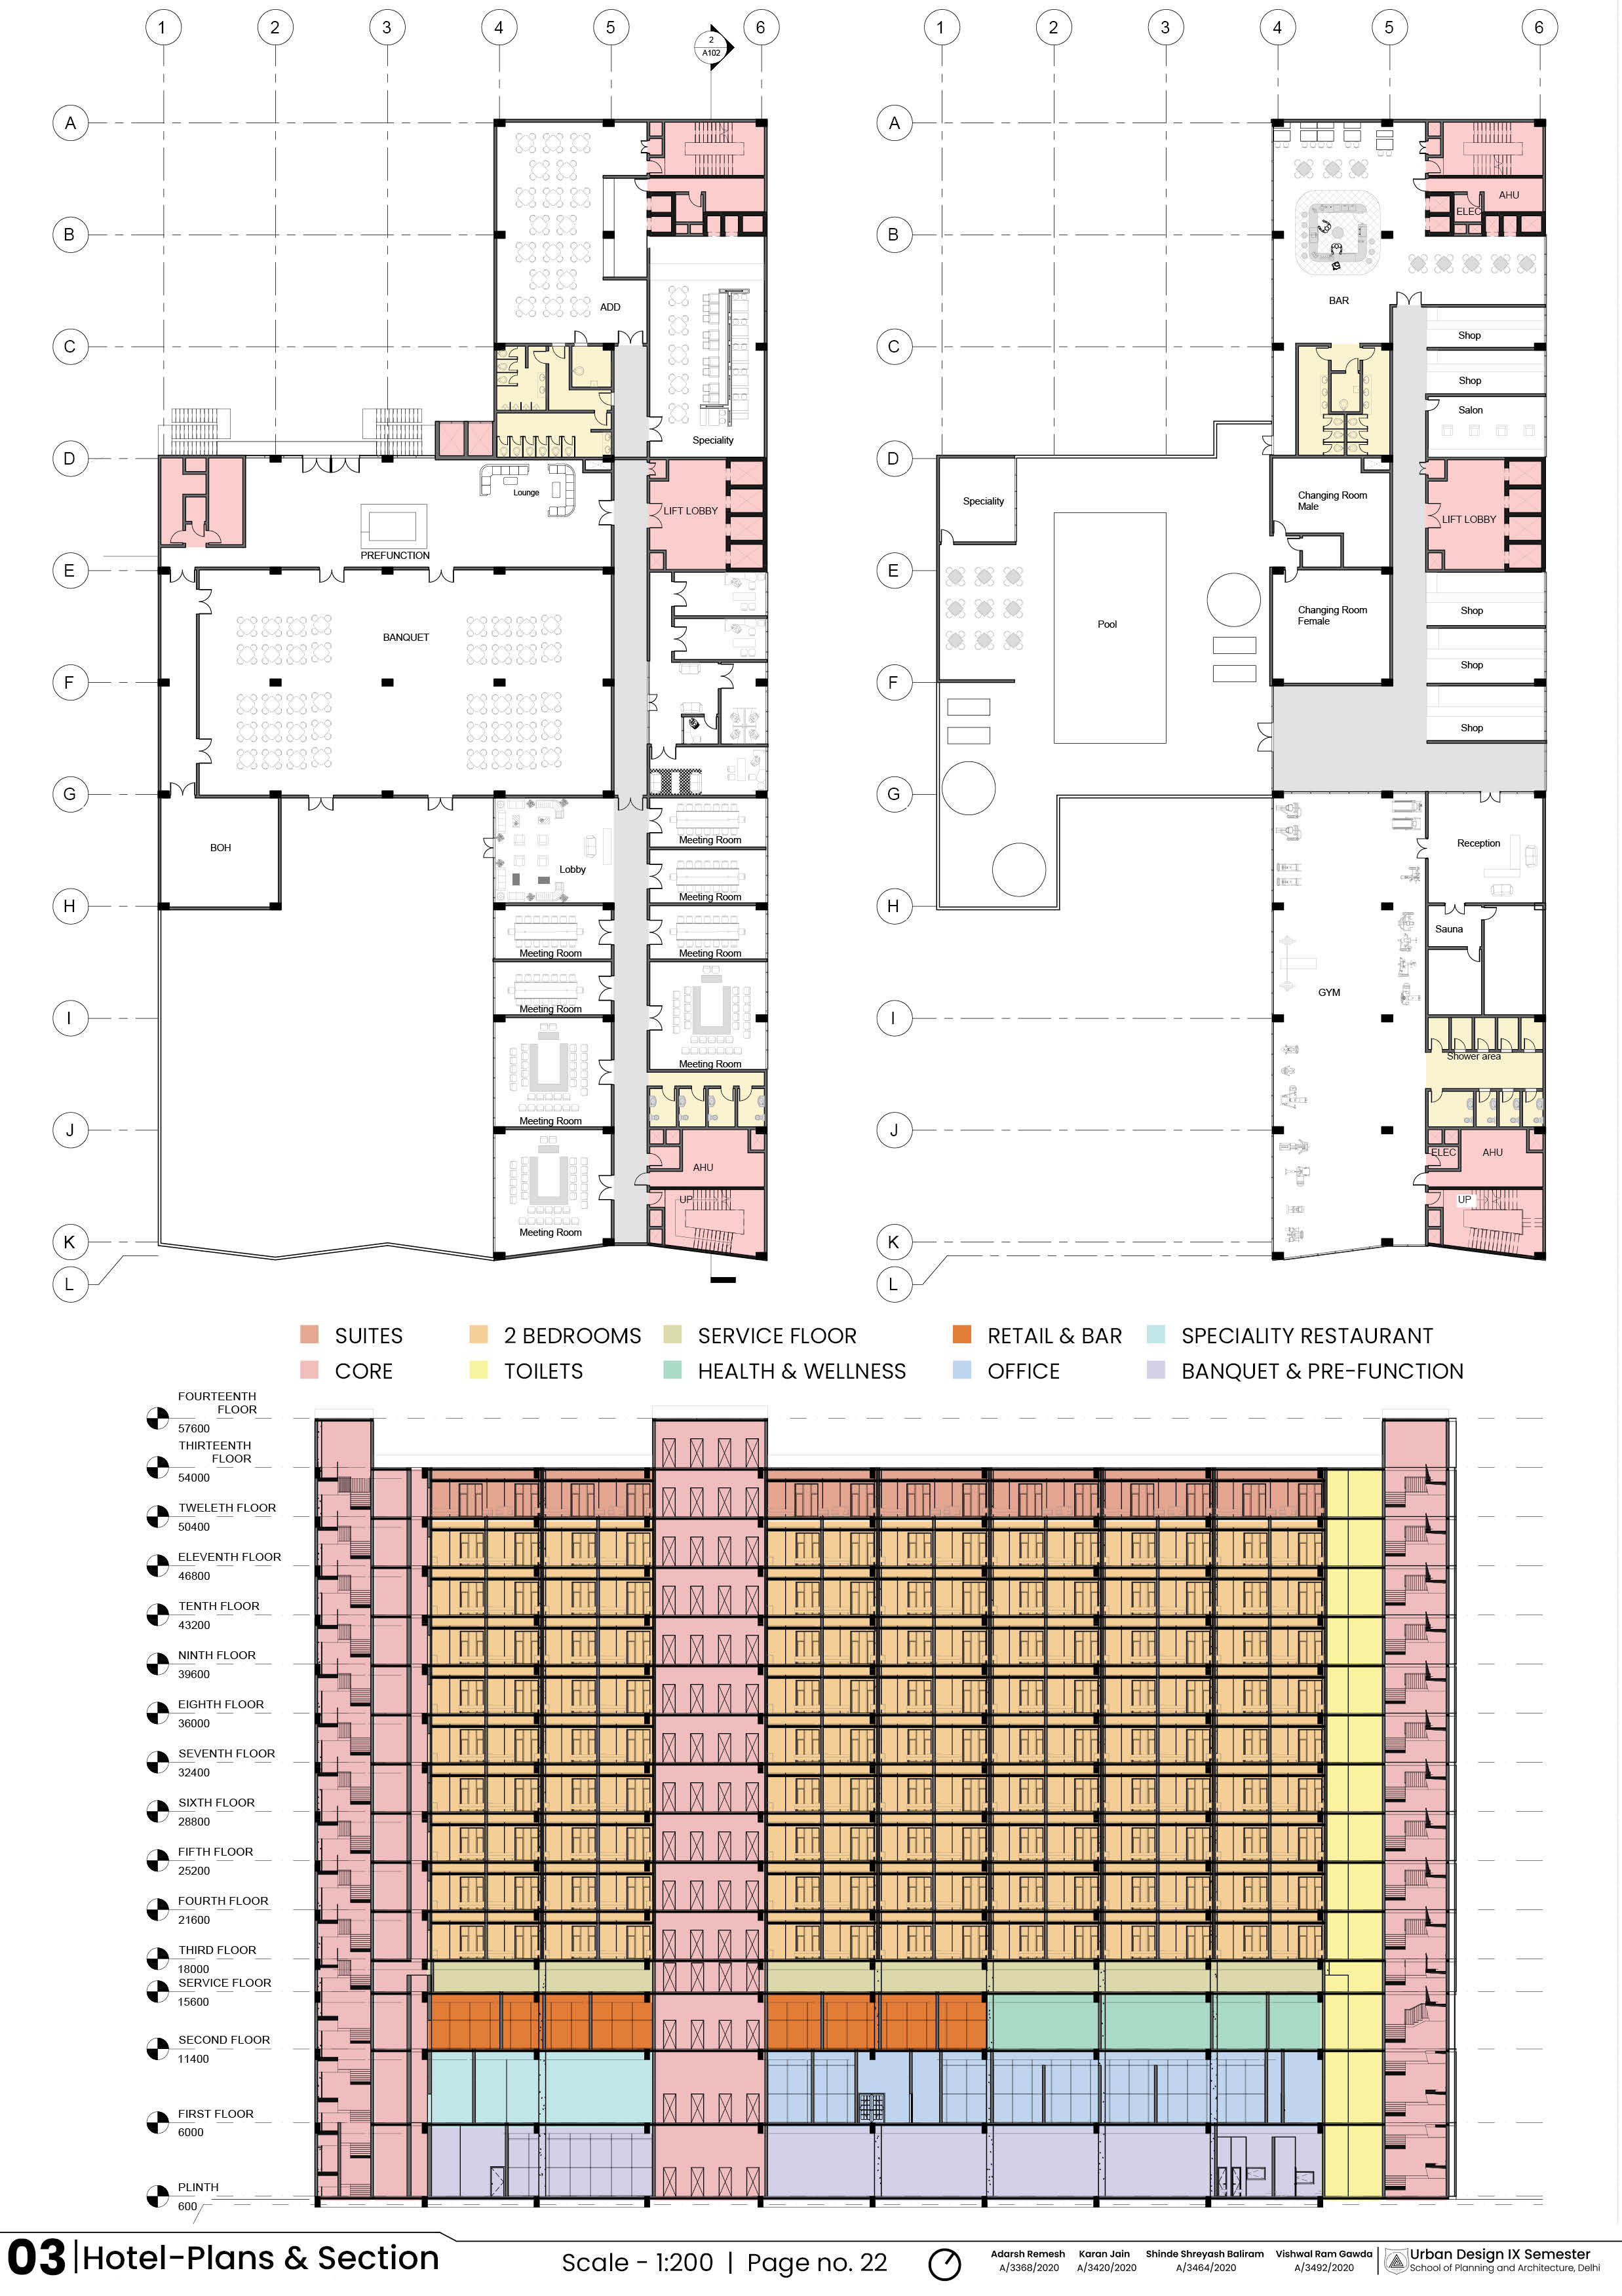 1 2 3 4 5 6
2
A102
A
B
C
D
E
F
G
H
I
J
K
L
ADD
Speciality
Lounge
LIFT LOBBY
PREFUNCTION
BANQUET
BOH
Lobby
Meeting Room
Meeting Room
Meeting Room
Meeting Room
Meeting Room
Meeting Room
Meeting Room
Meeting Room
AHU
UP
1 2 3 4 5 6
A
B
C
D
E
F
G
H
I
J
K
L
AHU
ELEC
BAR
Shop
Shop
Salon
Speciality
Changing Room
Male
LIFT LOBBY
Changing Room
Female
Pool
Shop
Shop
Shop
Reception
Sauna
GYM
Shower area
ELEC
AHU
UP
SUITES 2 BEDROOMS SERVICE FLOOR RETAIL & BAR SPECIALITY RESTAURANT
CORE TOILETS HEALTH & WELLNESS OFFICE BANQUET & PRE-FUNCTION
FOURTEENTH
FLOOR
57600
THIRTEENTH
FLOOR
54000
TWELETH FLOOR
50400
ELEVENTH FLOOR
46800
TENTH FLOOR
43200
NINTH FLOOR
39600
EIGHTH FLOOR
36000
SEVENTH FLOOR
32400
SIXTH FLOOR
28800
FIFTH FLOOR
25200
FOURTH FLOOR
21600
THIRD FLOOR
18000
SERVICE FLOOR
15600
SECOND FLOOR
11400
FIRST FLOOR
6000
PLINTH
600
03 | Hotel-Plans & Section
Scale - 1:200 | Page no. 22
Adarsh Remesh Karan Jain Shinde Shreyash Baliram Vishwal Ram Gawda
A/3368/2020 A/3420/2020 A/3464/2020 A/3492/2020
Urban Design IX Semester
School of Planning and Architecture, Delhi